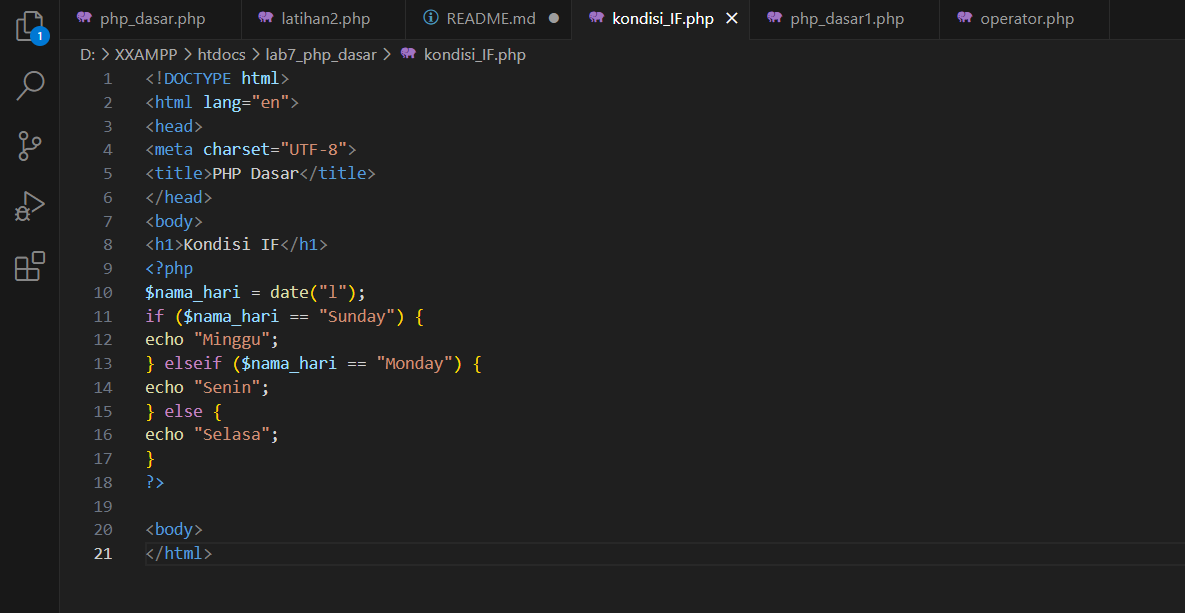 php_dasar.php latihan2.php README.md kondisi_IF.php php_dasar1.php operator.php
1
D: > XXAMPP > htdocs > lab7_php_dasar > kondisi_IF.php
1 <!DOCTYPE html>
2 <html lang="en">
3 <head>
4 <meta charset="UTF-8">
5 <title>PHP Dasar</title>
6 </head>
7 <body>
8 <h1>Kondisi IF</h1>
9 <?php
10 $nama_hari = date("l");
11 if ($nama_hari == "Sunday") {
12 echo "Minggu";
13 } elseif ($nama_hari == "Monday") {
14 echo "Senin";
15 } else {
16 echo "Selasa";
17 }
18 ?>
19
20 <body>
21 </html>